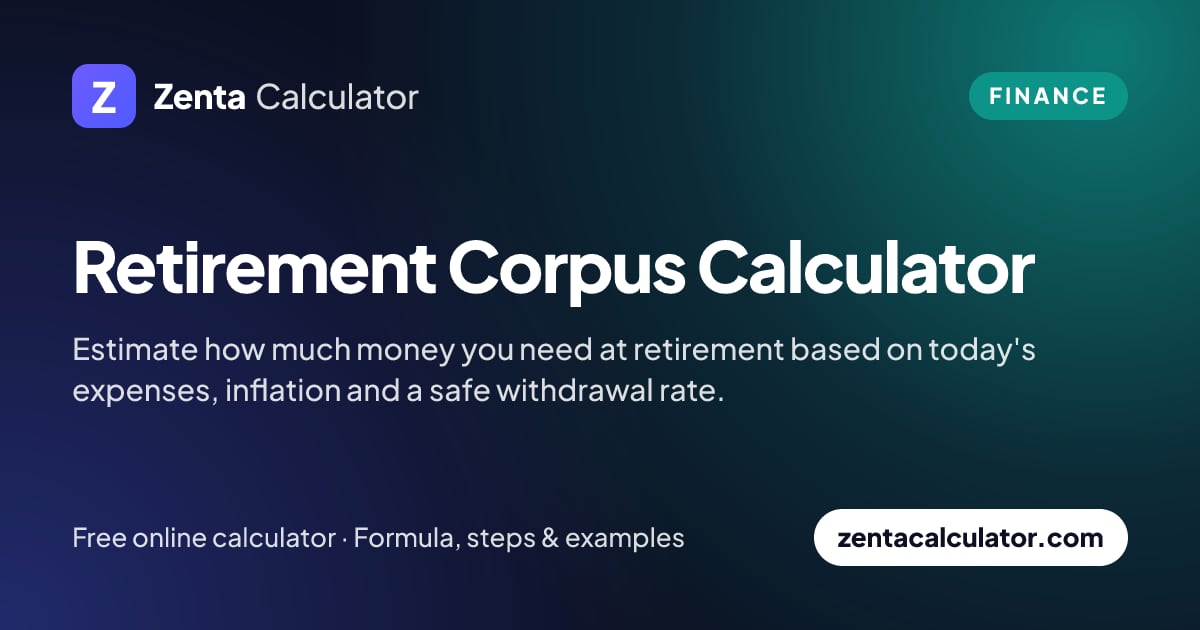 Z
Zenta Calculator
FINANCE
Retirement Corpus Calculator
Estimate how much money you need at retirement based on today's
expenses, inflation and a safe withdrawal rate.
Free online calculator · Formula, steps & examples
zentacalculator.com